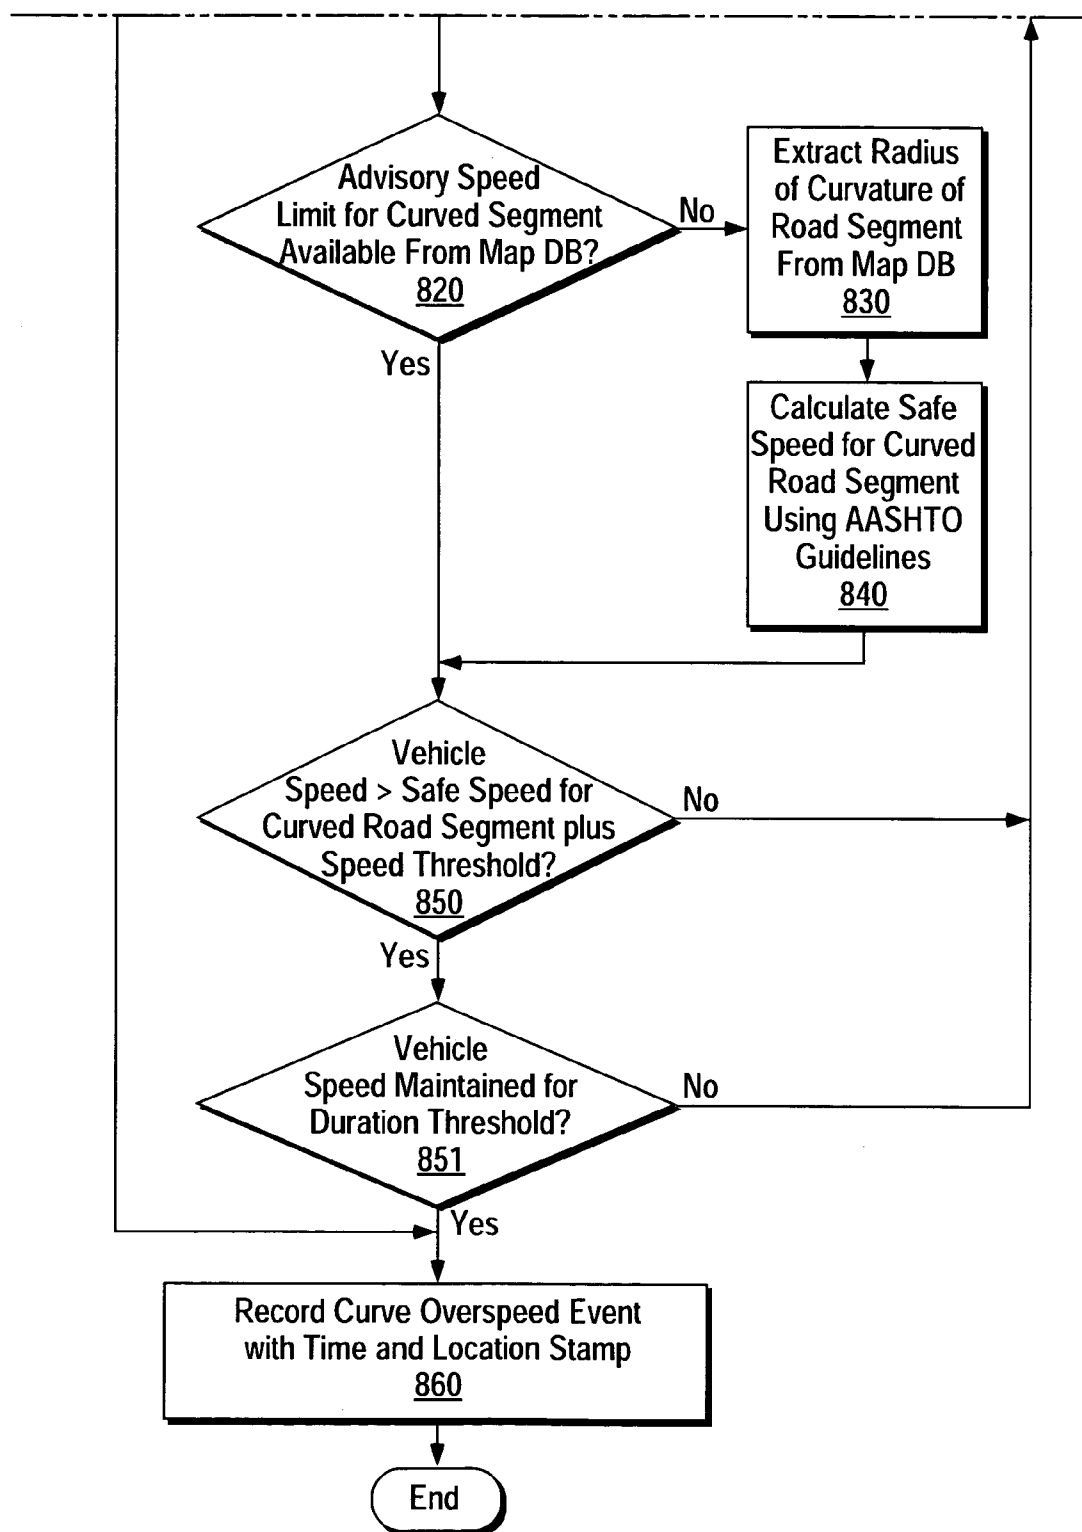 Advisory Speed
Limit for Curved Segment
Available From Map DB?
820
No
Extract Radius
of Curvature of
Road Segment
From Map DB
830
Yes
Calculate Safe
Speed for Curved
Road Segment
Using AASHTO
Guidelines
840
Vehicle
Speed > Safe Speed for
Curved Road Segment plus
Speed Threshold?
850
No
Yes
Vehicle
Speed Maintained for
Duration Threshold?
851
No
Yes
Record Curve Overspeed Event
with Time and Location Stamp
860
End